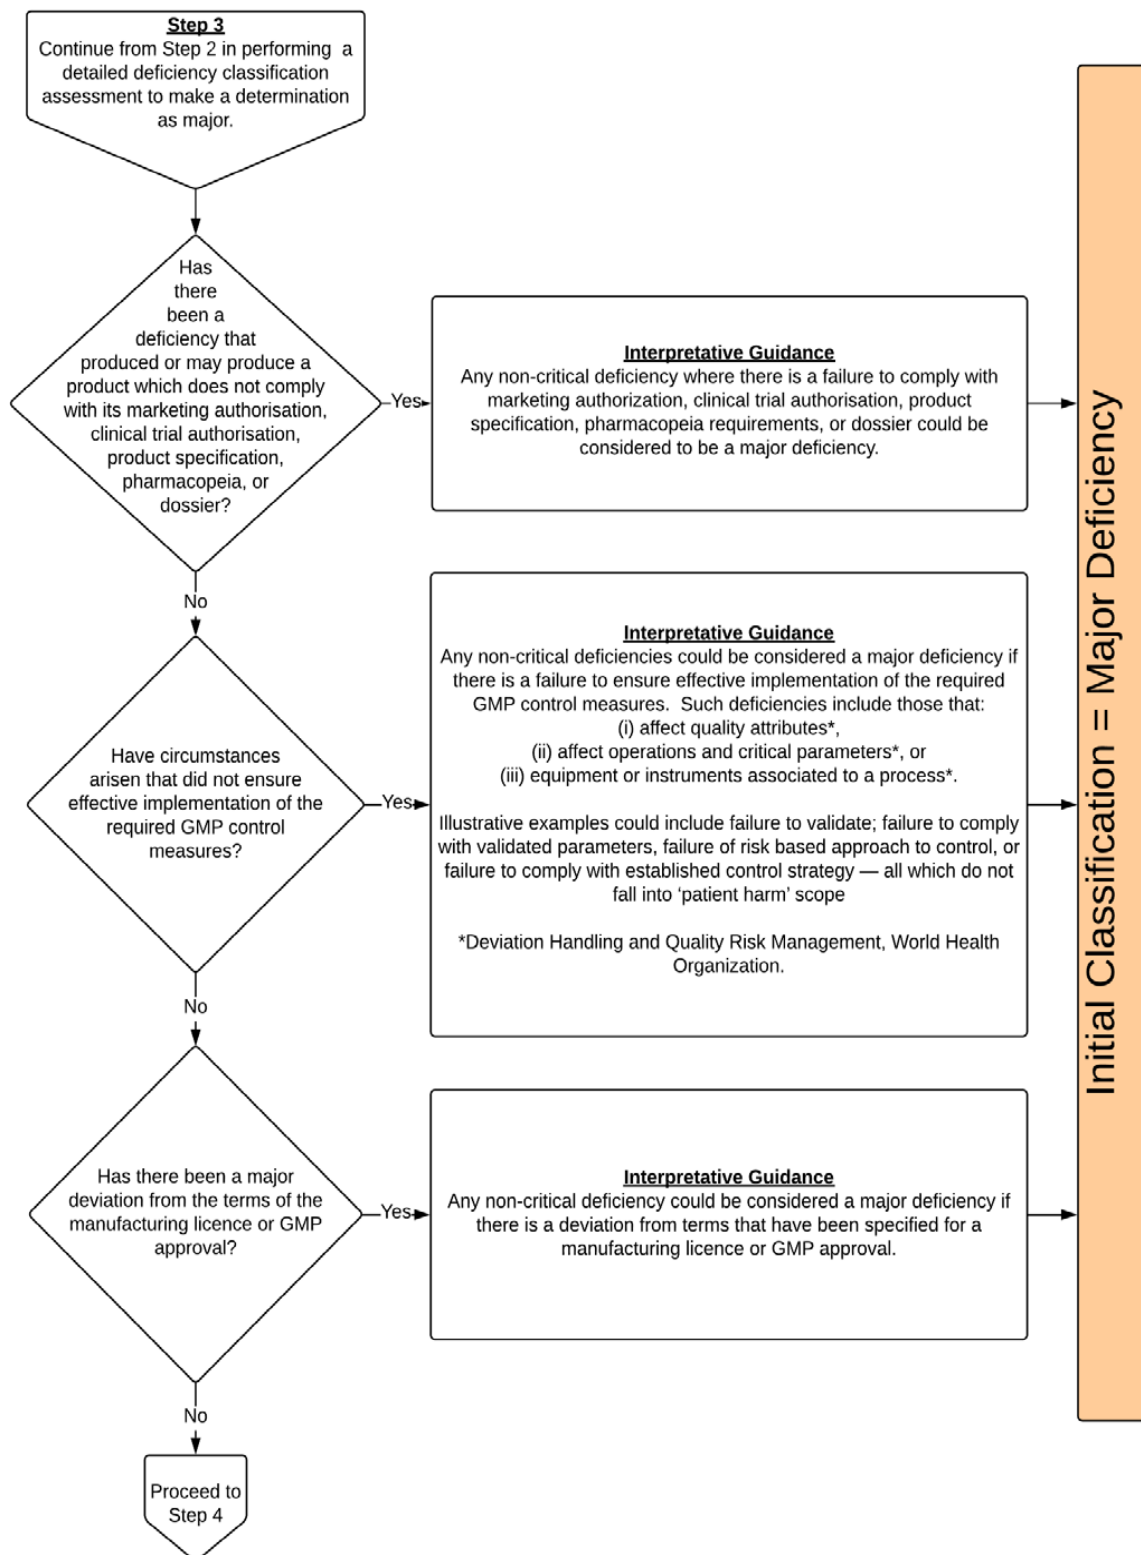 Step 3
Continue from Step 2 in performing a
detailed deficiency classification
assessment to make a determination
as major.
Has
there
been a
deficiency that
produced or may produce a
product which does not comply
with its marketing authorisation,
clinical trial authorisation,
product specification,
pharmacopeia, or
dossier?
Yes
Interpretative Guidance
Any non-critical deficiency where there is a failure to comply with
marketing authorization, clinical trial authorisation, product
specification, pharmacopeia requirements, or dossier could be
considered to be a major deficiency.
No
Have circumstances
arisen that did not ensure
effective implementation of the
required GMP control
measures?
Yes
Interpretative Guidance
Any non-critical deficiencies could be considered a major deficiency if
there is a failure to ensure effective implementation of the required
GMP control measures. Such deficiencies include those that:
(i) affect quality attributes*,
(ii) affect operations and critical parameters*, or
(iii) equipment or instruments associated to a process*.
Illustrative examples could include failure to validate; failure to comply
with validated parameters, failure of risk based approach to control, or
failure to comply with established control strategy — all which do not
fall into ‘patient harm’ scope
*Deviation Handling and Quality Risk Management, World Health
Organization.
No
Has there been a major
deviation from the terms of the
manufacturing licence or GMP
approval?
Yes
Interpretative Guidance
Any non-critical deficiency could be considered a major deficiency if
there is a deviation from terms that have been specified for a
manufacturing licence or GMP approval.
No
Proceed to
Step 4
Initial Classification = Major Deficiency